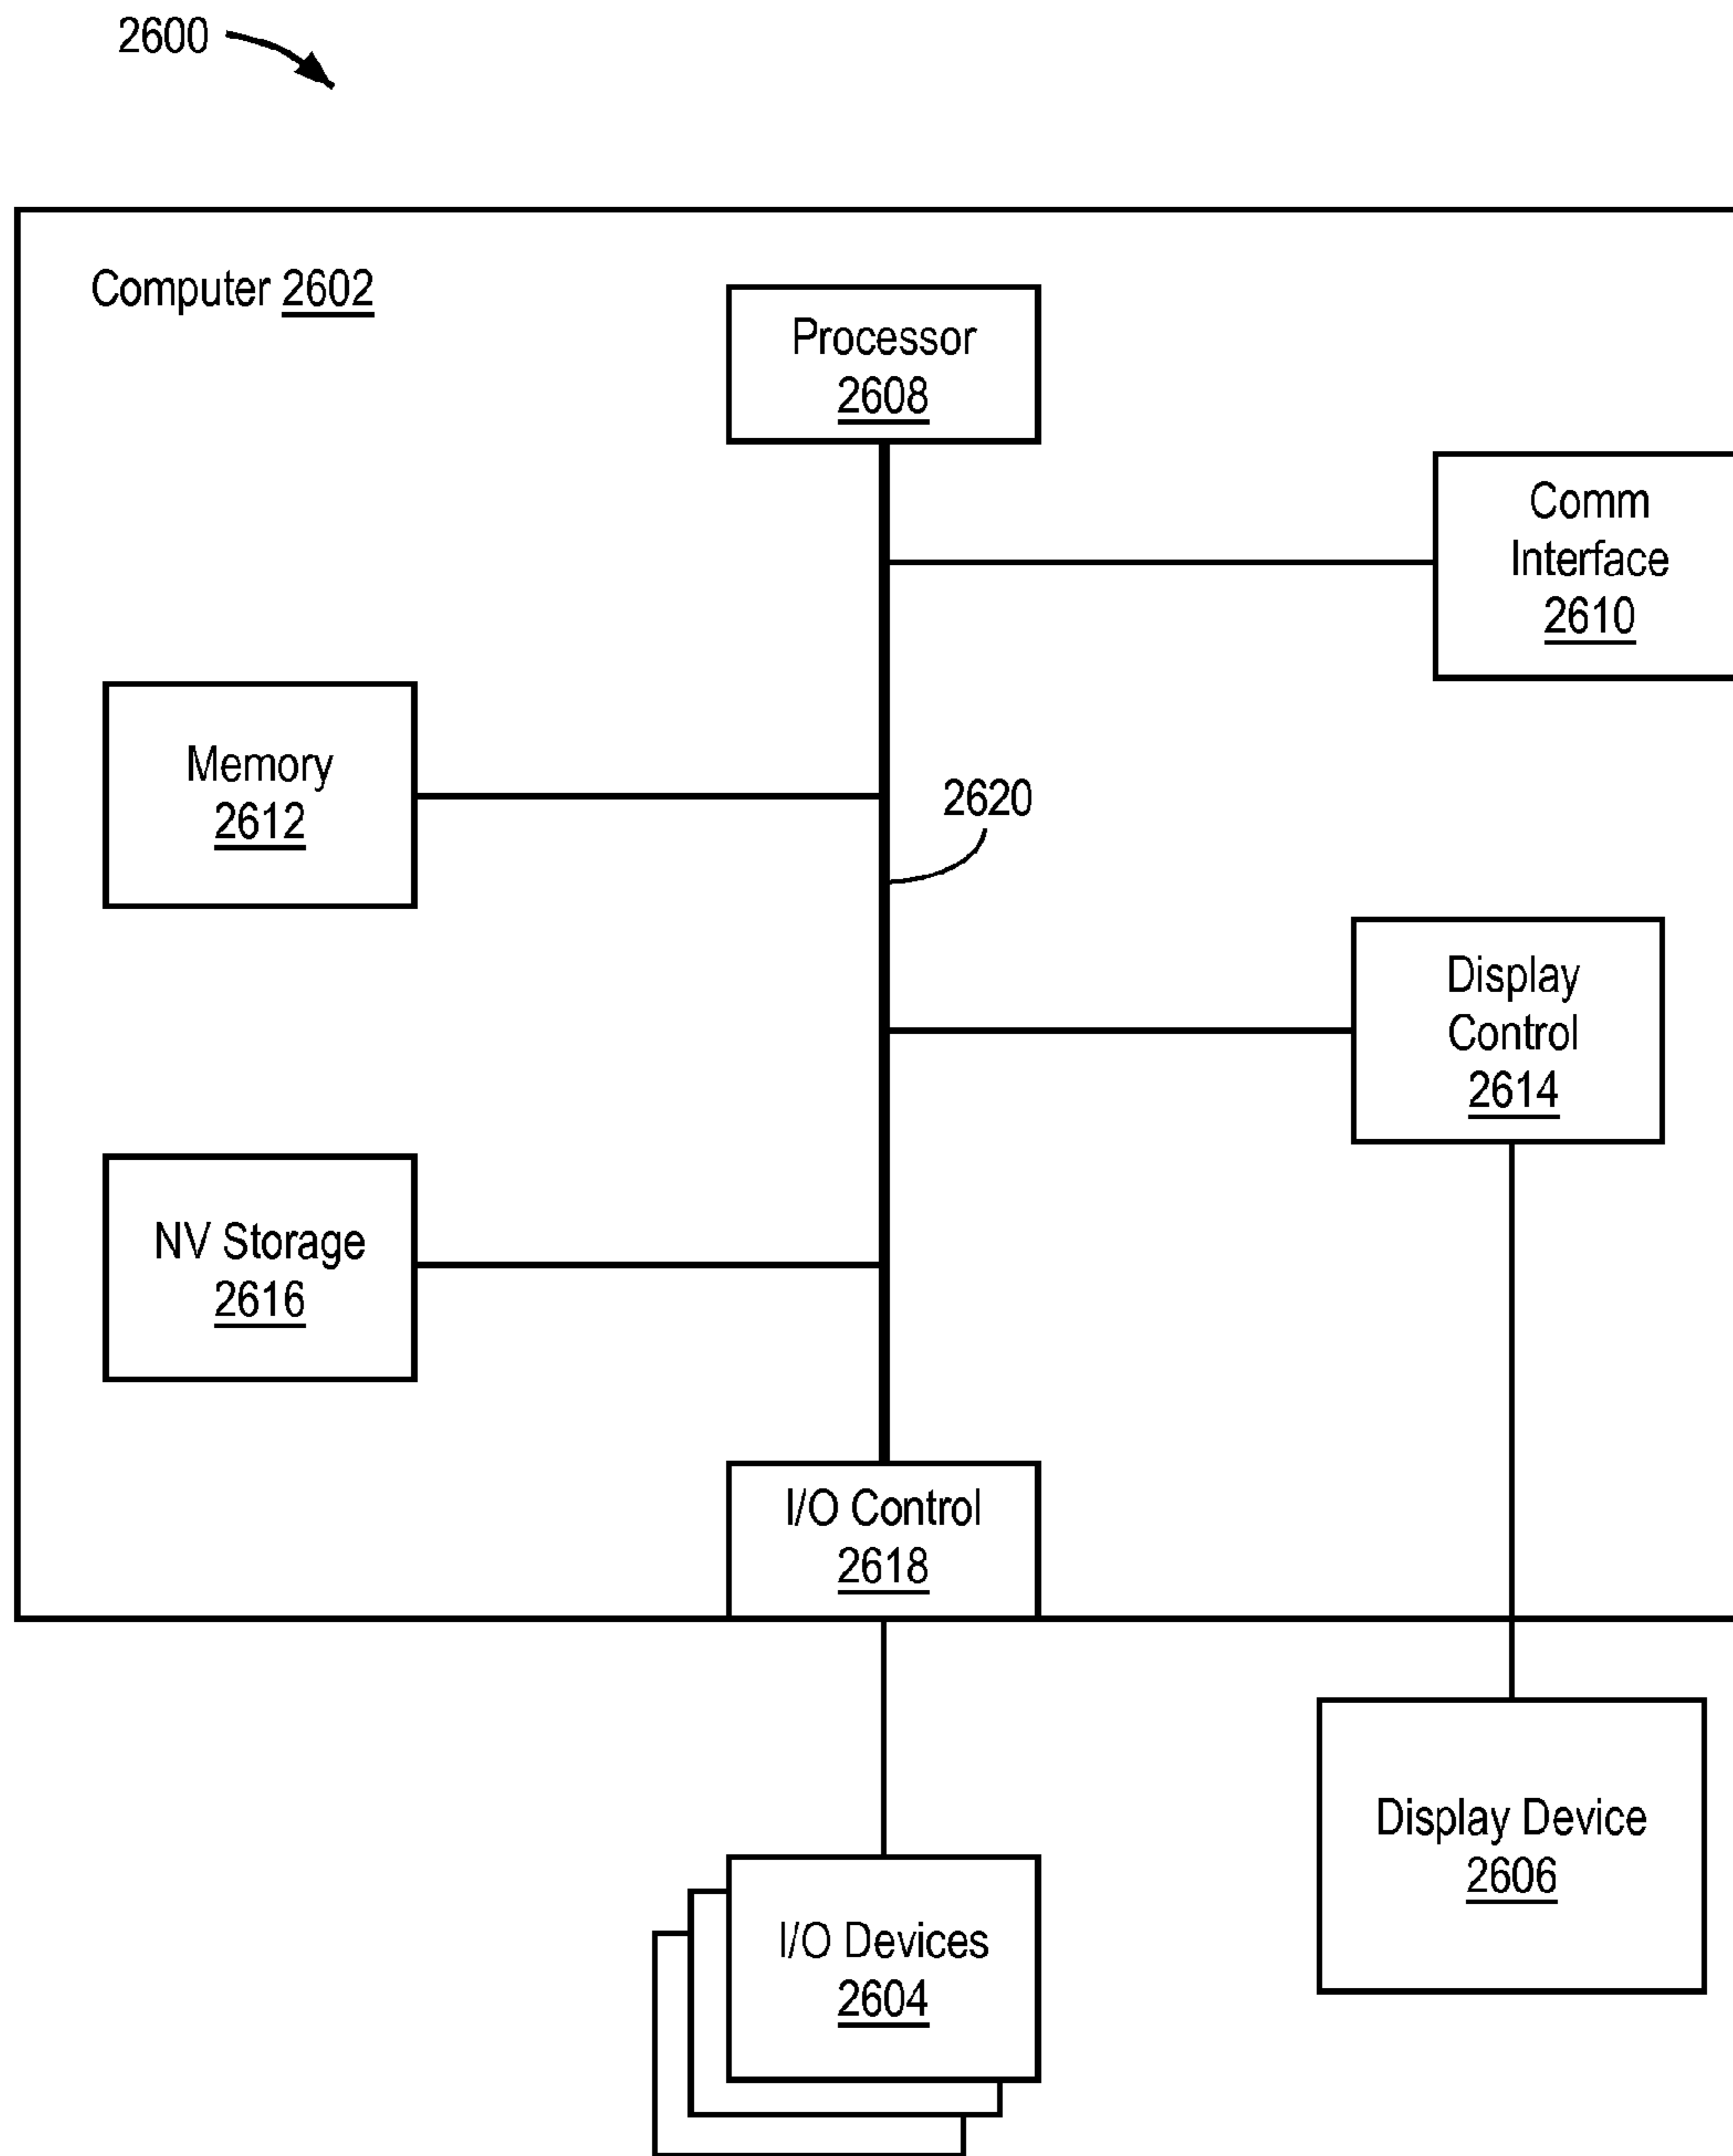 2600
Computer 2602
Processor
2608
Comm
Interface
2610
Memory
2612
2620
Display
Control
2614
NV Storage
2616
I/O Control
2618
Display Device
2606
I/O Devices
2604